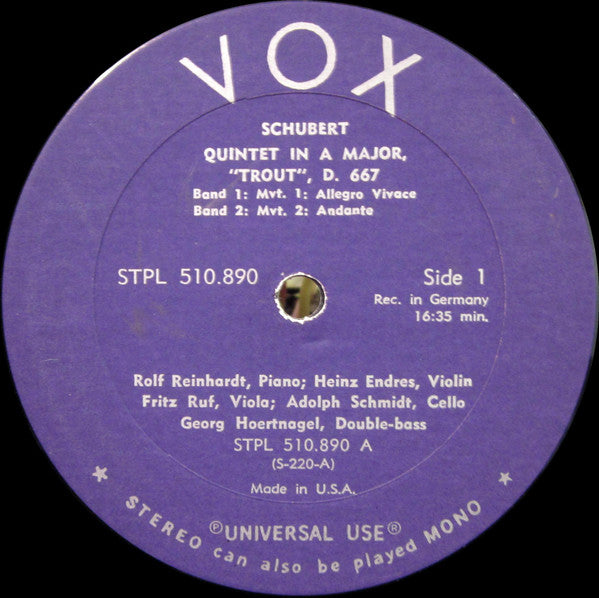 VOX
SCHUBERT
QUINTET IN A MAJOR,
"TROUT", D. 667
Band 1: Mvt. 1: Allegro Vivace
Band 2: Mvt. 2: Andante
STPL 510.890
Side 1
Rec. in Germany
16:35 min.
Rolf Reinhardt, Piano; Heinz Endres, Violin
Fritz Ruf, Viola; Adolph Schmidt, Cello
Georg Hoertnagel, Double-bass
STPL 510.890 A
(S-220-A)
Made in U.S.A.
℗UNIVERSAL USE®
★ STEREO can also be played MONO ★